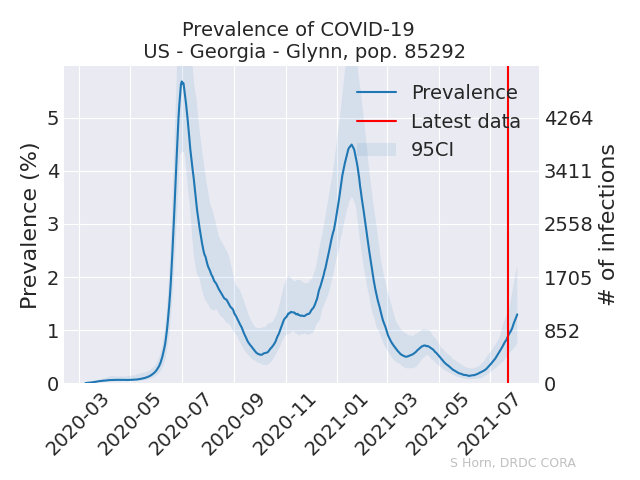 Prevalence of COVID-19
US - Georgia - Glynn, pop. 85292
Prevalence
Latest data
95CI
Prevalence (%)
5
4
3
2
1
0
4264
3411
2558
1705
852
0
# of infections
2020-03
2020-05
2020-07
2020-09
2020-11
2021-01
2021-03
2021-05
2021-07
S Horn, DRDC CORA